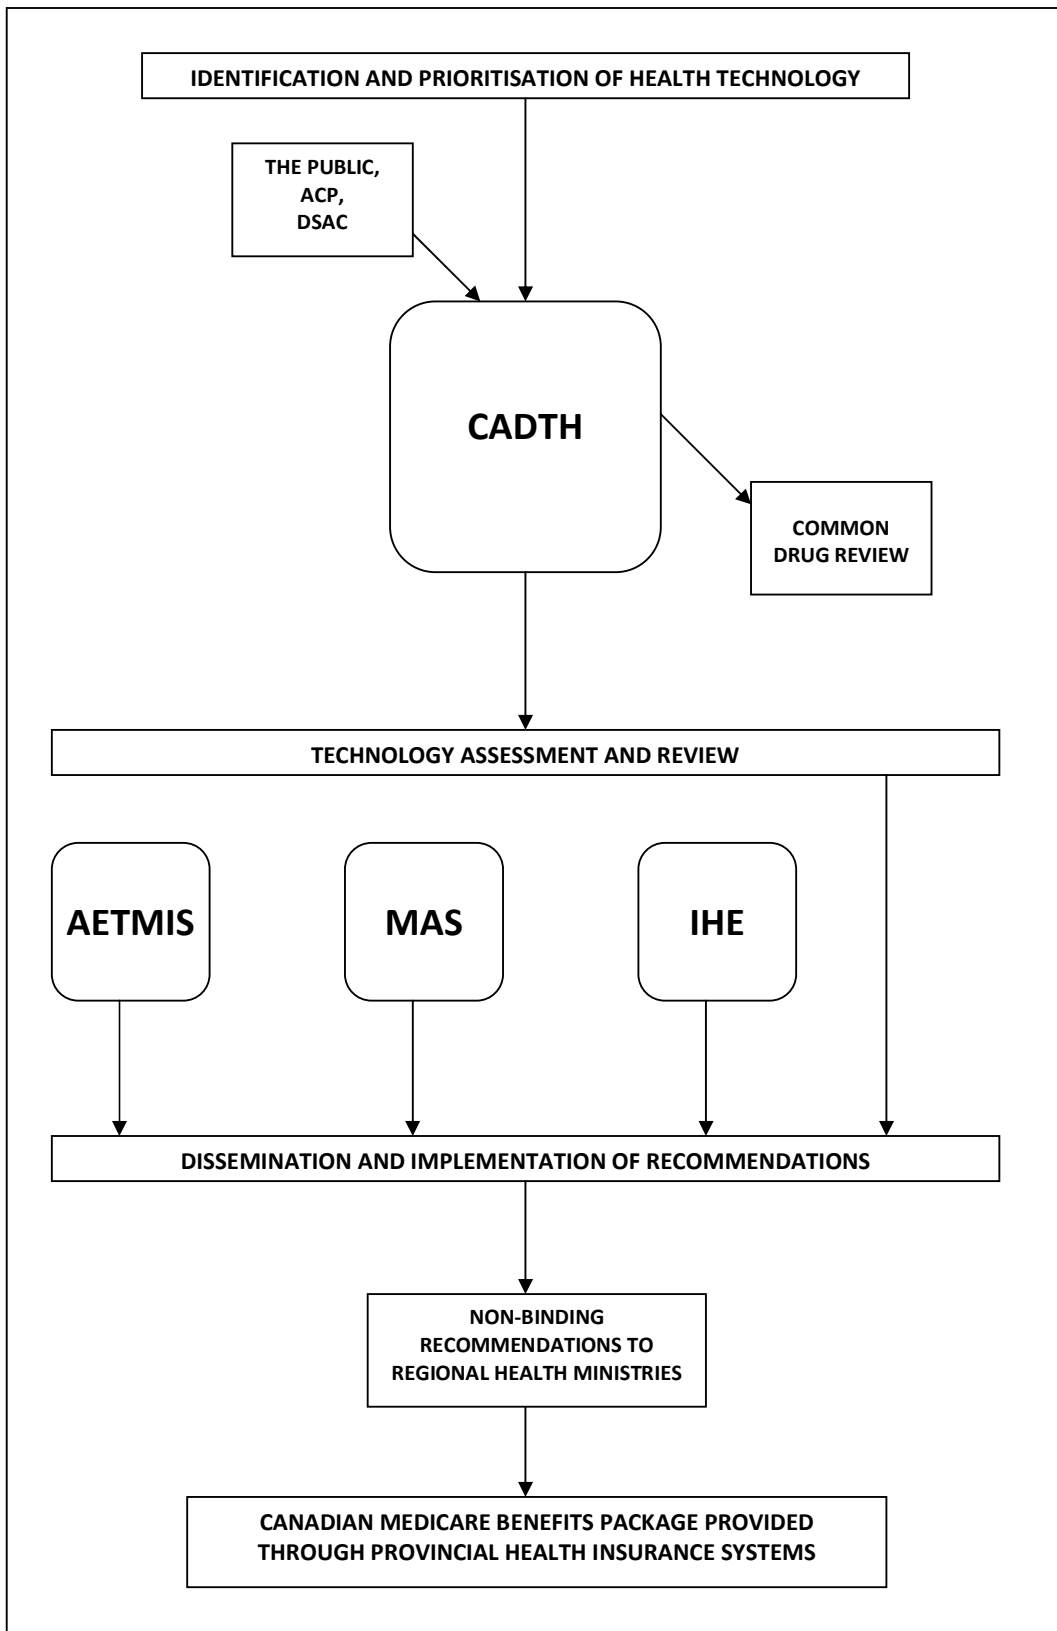 IDENTIFICATION AND PRIORITISATION OF HEALTH TECHNOLOGY
THE PUBLIC,
ACP,
DSAC
CADTH
COMMON
DRUG REVIEW
TECHNOLOGY ASSESSMENT AND REVIEW
AETMIS
MAS
IHE
DISSEMINATION AND IMPLEMENTATION OF RECOMMENDATIONS
NON-BINDING
RECOMMENDATIONS TO
REGIONAL HEALTH MINISTRIES
CANADIAN MEDICARE BENEFITS PACKAGE PROVIDED
THROUGH PROVINCIAL HEALTH INSURANCE SYSTEMS